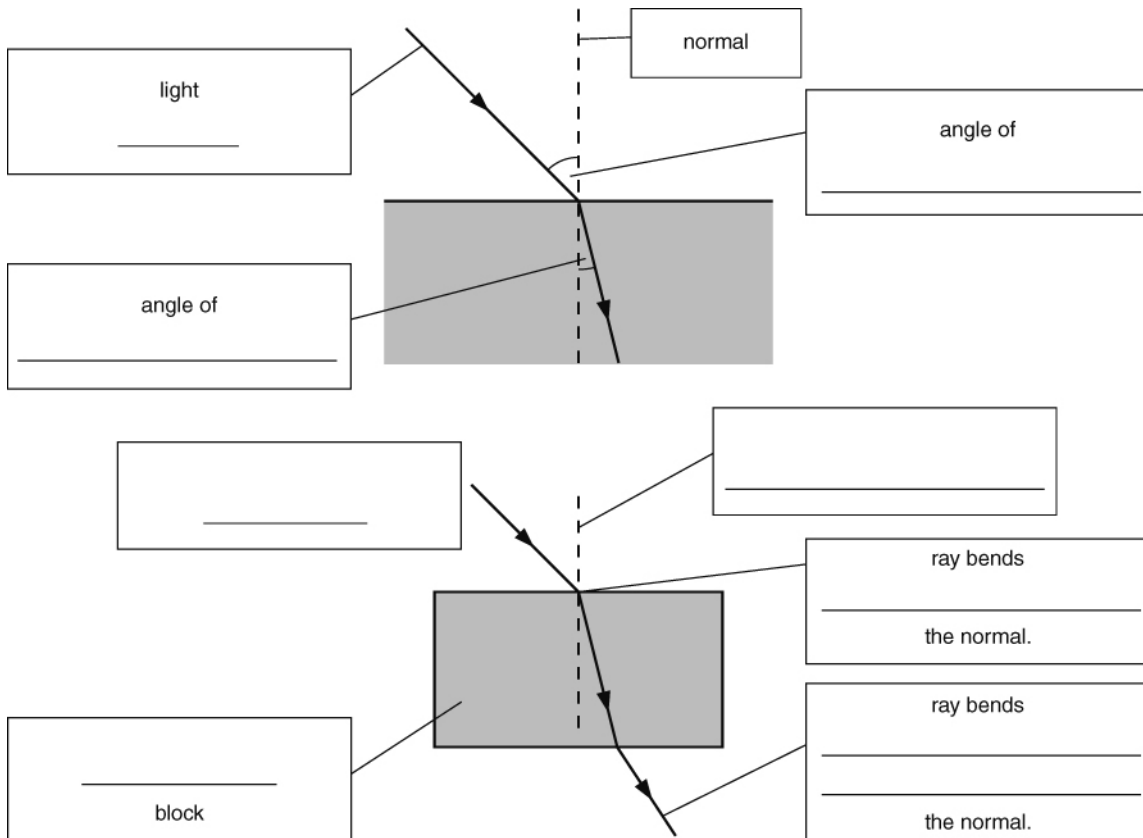 normal
light
angle of
angle of
ray bends
the normal.
ray bends
the normal.
block